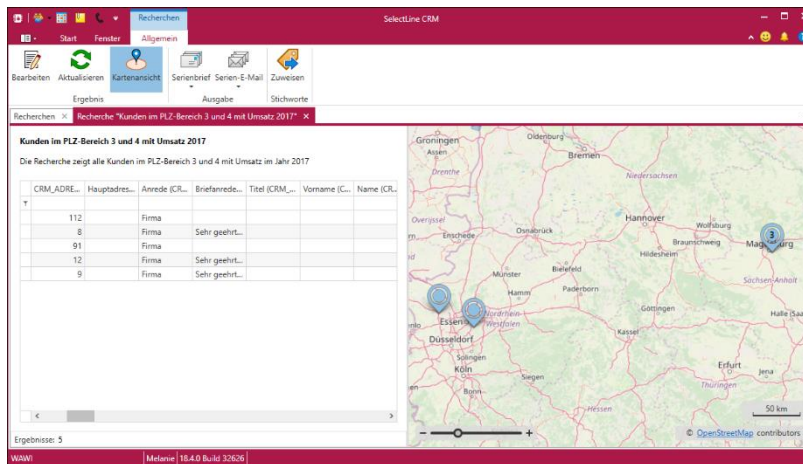 Recherchen
SelectLine CRM
Start Fenster Allgemein
Bearbeiten Aktualisieren Kartenansicht Serienbrief Serien-E-Mail Zuweisen
Ergebnis Ausgabe Stichworte
Recherchen × Recherche "Kunden im PLZ-Bereich 3 und 4 mit Umsatz 2017" ×
Kunden im PLZ-Bereich 3 und 4 mit Umsatz 2017
Die Recherche zeigt alle Kunden im PLZ-Bereich 3 und 4 mit Umsatz im Jahr 2017
CRM_ADRE... Hauptadres... Anrede (CR... Briefanrede... Titel (CRM_... Vorname (C... Name (CR...
112 Firma
8 Firma Sehr geehrt...
91 Firma
12 Firma Sehr geehrt...
9 Firma Sehr geehrt...
Ergebnisse: 5
Groningen
Assen
Oldenburg
Bremen
Drenthe
Niedersachsen
Overijssel
Enschede
Osnabrück
Hannover
Wolfsburg
Braunschweig
3
Hildesheim
Münster
Bielefeld
Sachsen-Anhalt
Hamm
Paderborn
Essen
Nordrhein-
Westfalen
Göttingen
Halle (Saa
Düsseldorf
Kassel
Solingen
Köln
Siegen
Erfurt
Jena
Bonn
Thüringen
Hessen
50 km
− +
© OpenStreetMap contributors
WAWI Melanie 18.4.0 Build 32626